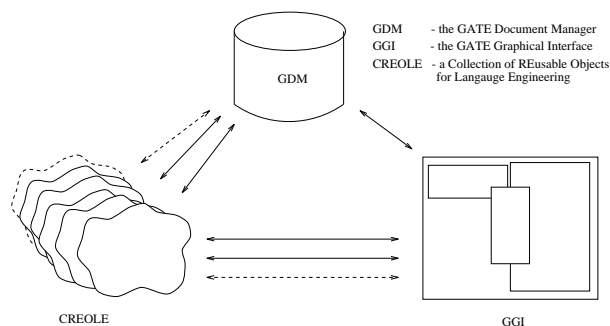 GDM - the GATE Document Manager
GGI - the GATE Graphical Interface
CREOLE - a Collection of REusable Objects
for Langauge Engineering
GDM
CREOLE
GGI